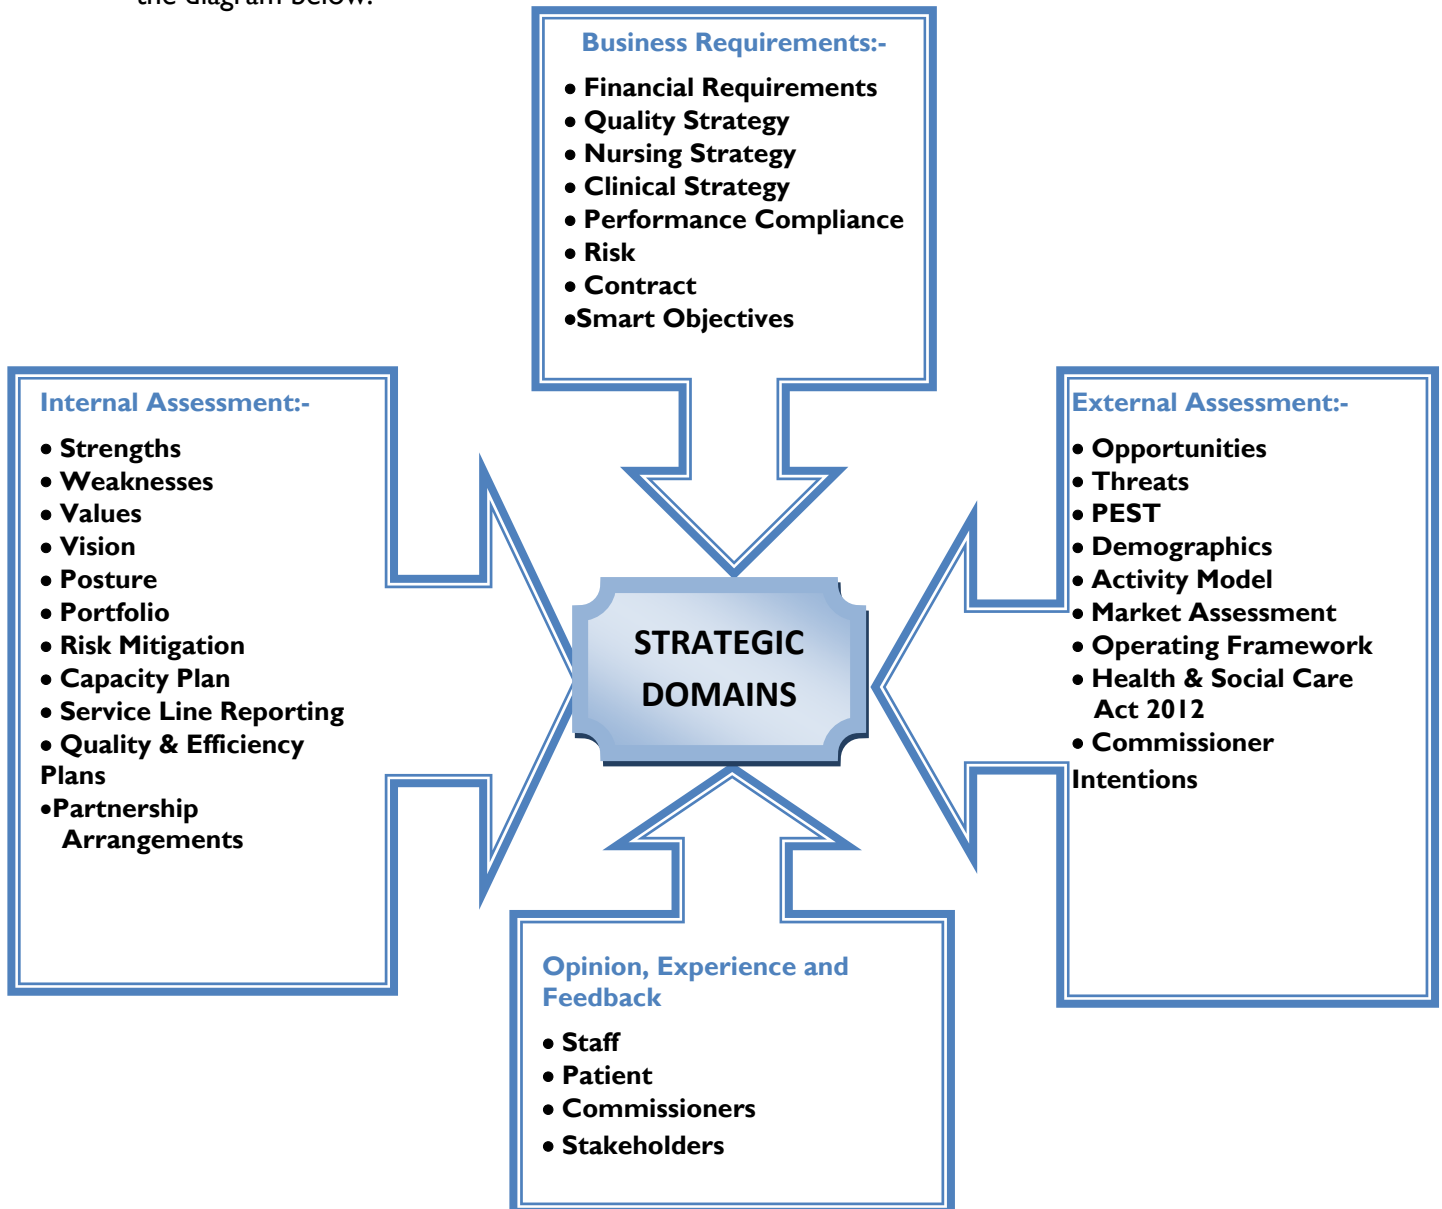 the diagram below.
Business Requirements:-
• Financial Requirements
• Quality Strategy
• Nursing Strategy
• Clinical Strategy
• Performance Compliance
• Risk
• Contract
•Smart Objectives
Internal Assessment:-
• Strengths
• Weaknesses
• Values
• Vision
• Posture
• Portfolio
• Risk Mitigation
• Capacity Plan
• Service Line Reporting
• Quality & Efficiency
Plans
•Partnership
Arrangements
STRATEGIC
DOMAINS
External Assessment:-
• Opportunities
• Threats
• PEST
• Demographics
• Activity Model
• Market Assessment
• Operating Framework
• Health & Social Care
Act 2012
• Commissioner
Intentions
Opinion, Experience and
Feedback
• Staff
• Patient
• Commissioners
• Stakeholders